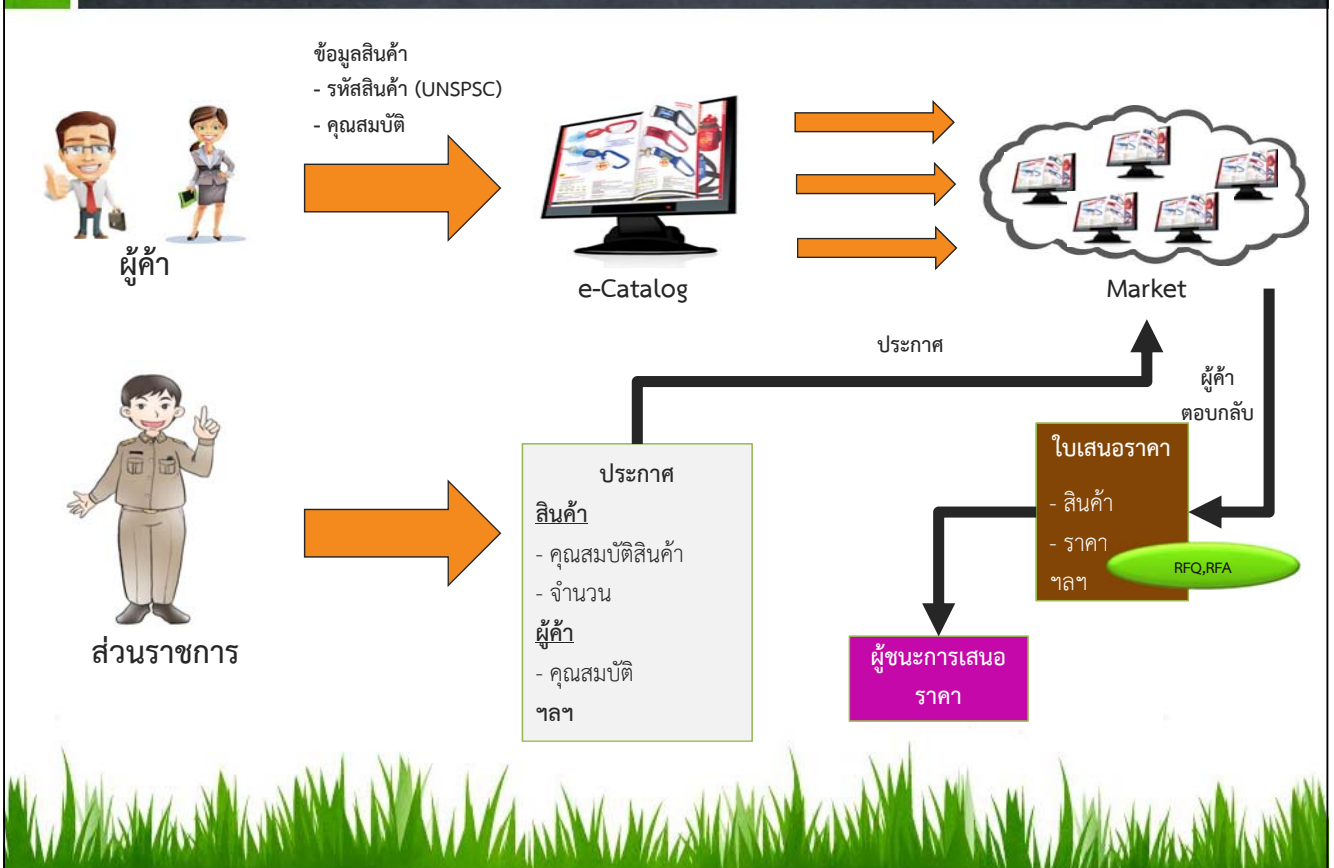 ข้อมูลสินค้า
- รหัสสินค้า (UNSPSC)
- คุณสมบัติ
ผู้ค้า
e-Catalog
Market
ประกาศ
ผู้ค้า
ตอบกลับ
ส่วนราชการ
ประกาศ
สินค้า
- คุณสมบัติสินค้า
- จำนวน
ผู้ค้า
- คุณสมบัติ
ฯลฯ
ใบเสนอราคา
- สินค้า
- ราคา
ฯลฯ
RFQ,RFA
ผู้ชนะการเสนอ
ราคา